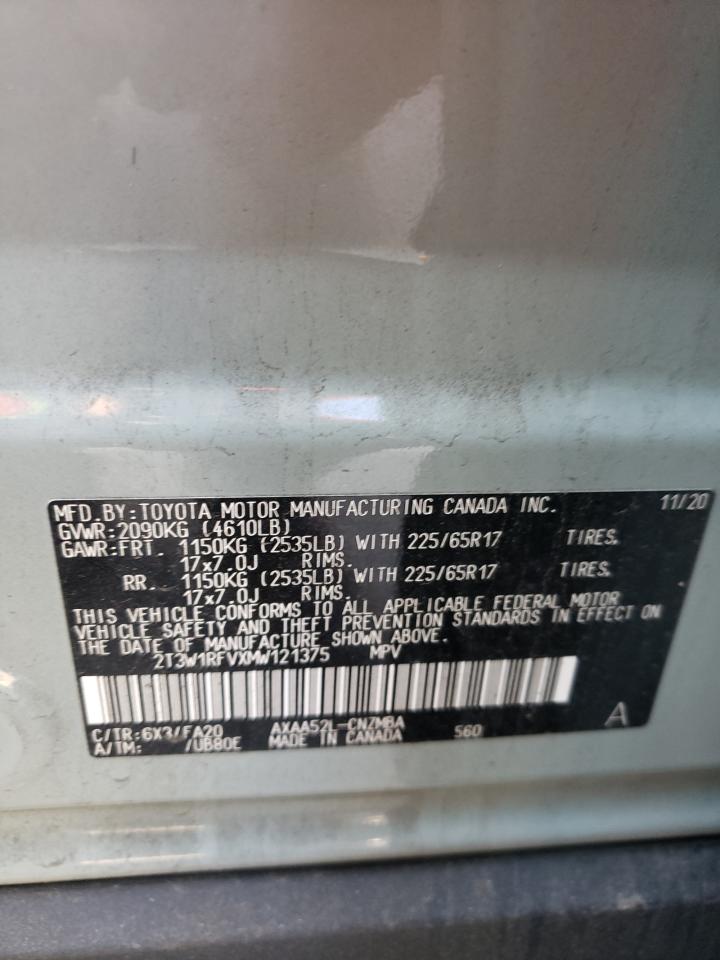 MFD.BY:TOYOTA MOTOR MANUFACTURING CANADA INC. 11/20
GVWR:2090KG (4610LB)
GAWR:FRT. 1150KG (2535LB) WITH 225/65R17 TIRES.
17x7.0J RIMS.
RR. 1150KG (2535LB) WITH 225/65R17 TIRES.
17x7.0J RIMS.
THIS VEHICLE CONFORMS TO ALL APPLICABLE FEDERAL MOTOR
VEHICLE SAFETY AND THEFT PREVENTION STANDARDS IN EFFECT ON
THE DATE OF MANUFACTURE SHOWN ABOVE.
2T3W1RFVXMW121375 MPV
C/TR:6X3/FA20 AXAA52L-CNZMBA 560 A
A/TM: /UB80E MADE IN CANADA